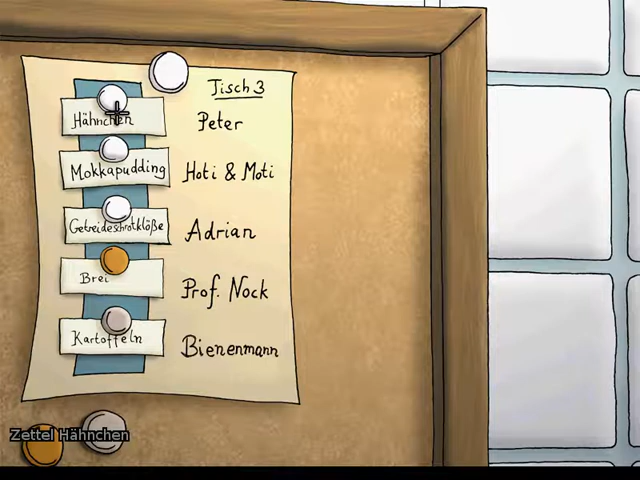 Tisch 3
Hähnchen Peter
Mokkapudding Hoti & Moti
Getreideschrotklöße Adrian
Brei Prof. Nock
Kartoffeln Bienenmann
Zettel Hähnchen